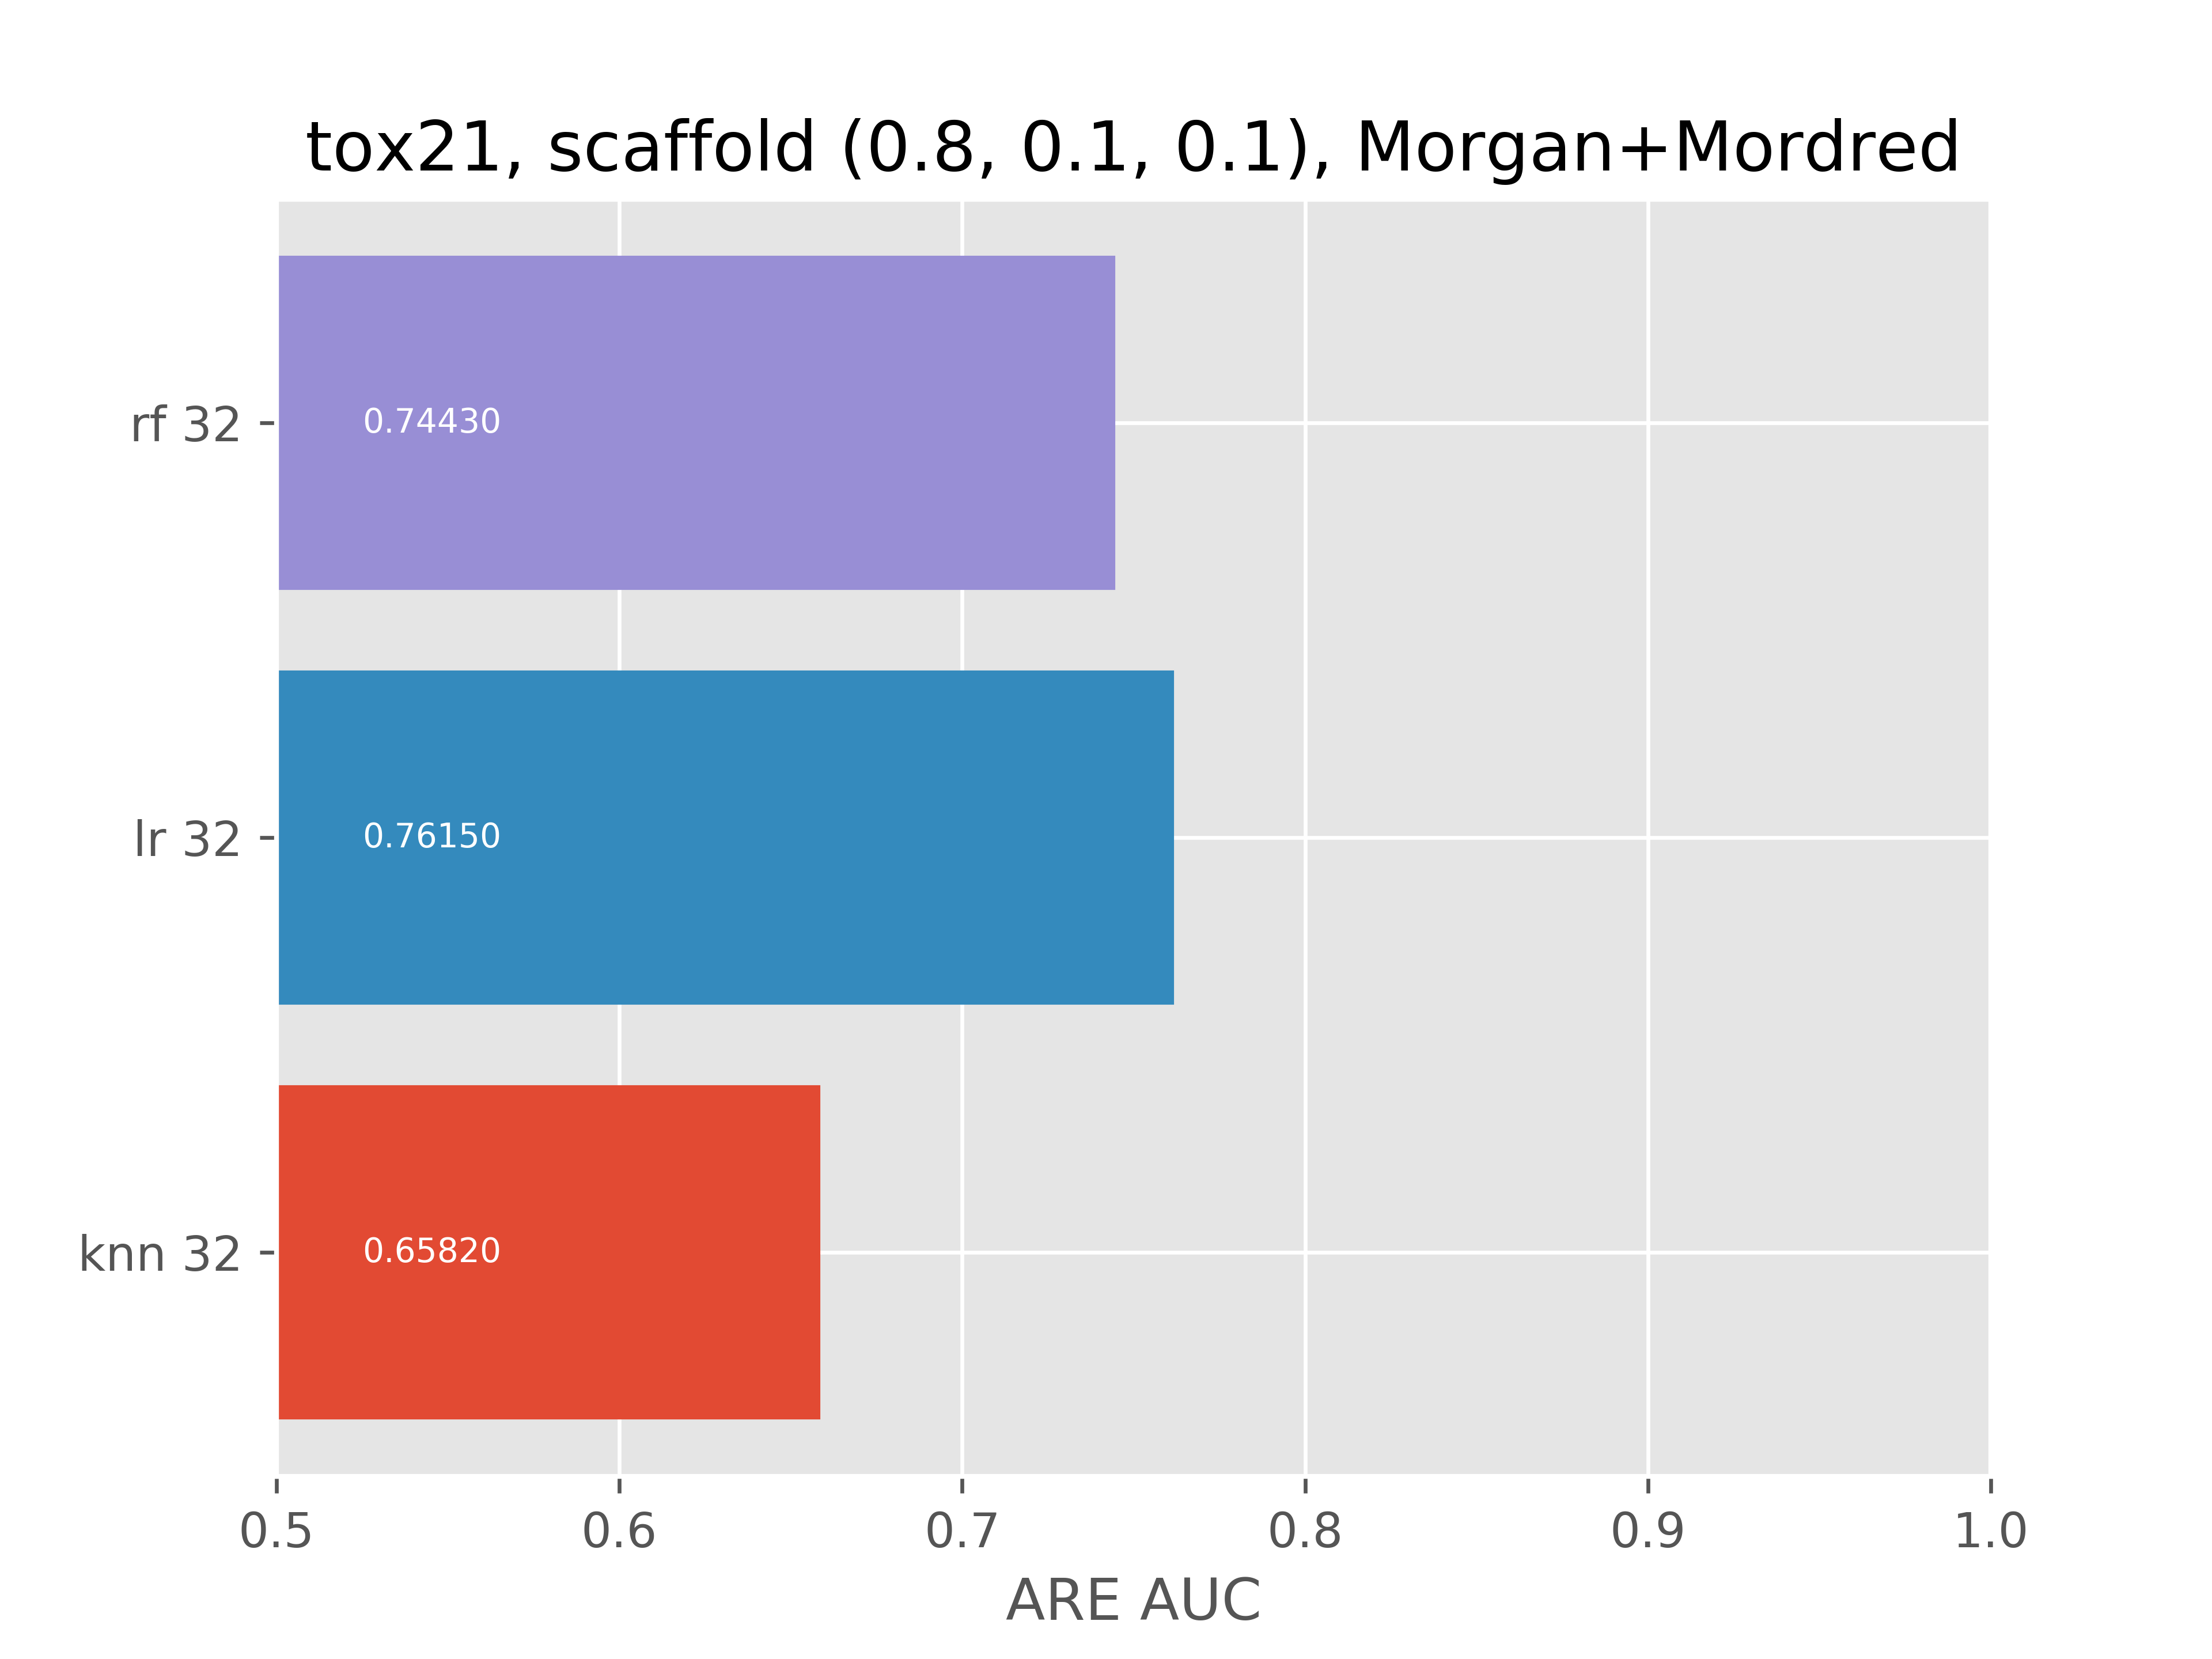 tox21, scaffold (0.8, 0.1, 0.1), Morgan+Mordred
rf 32
0.74430
lr 32
0.76150
knn 32
0.65820
0.5 0.6 0.7 0.8 0.9 1.0
ARE AUC